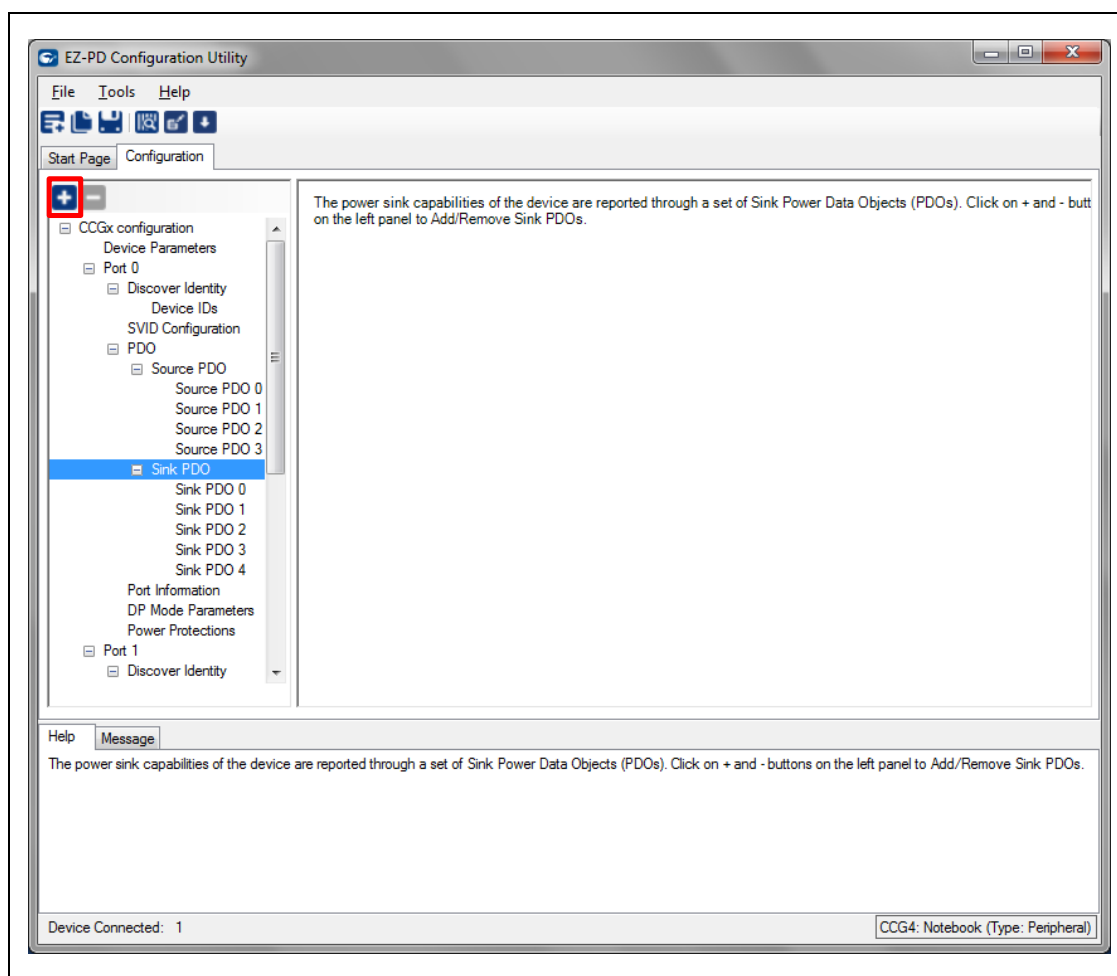 EZ-PD Configuration Utility
File Tools Help
Start Page Configuration
The power sink capabilities of the device are reported through a set of Sink Power Data Objects (PDOs). Click on + and - butt
on the left panel to Add/Remove Sink PDOs.
CCGx configuration
Device Parameters
Port 0
Discover Identity
Device IDs
SVID Configuration
PDO
Source PDO
Source PDO 0
Source PDO 1
Source PDO 2
Source PDO 3
Sink PDO
Sink PDO 0
Sink PDO 1
Sink PDO 2
Sink PDO 3
Sink PDO 4
Port Information
DP Mode Parameters
Power Protections
Port 1
Discover Identity
Help Message
The power sink capabilities of the device are reported through a set of Sink Power Data Objects (PDOs). Click on + and - buttons on the left panel to Add/Remove Sink PDOs.
Device Connected: 1 CCG4: Notebook (Type: Peripheral)